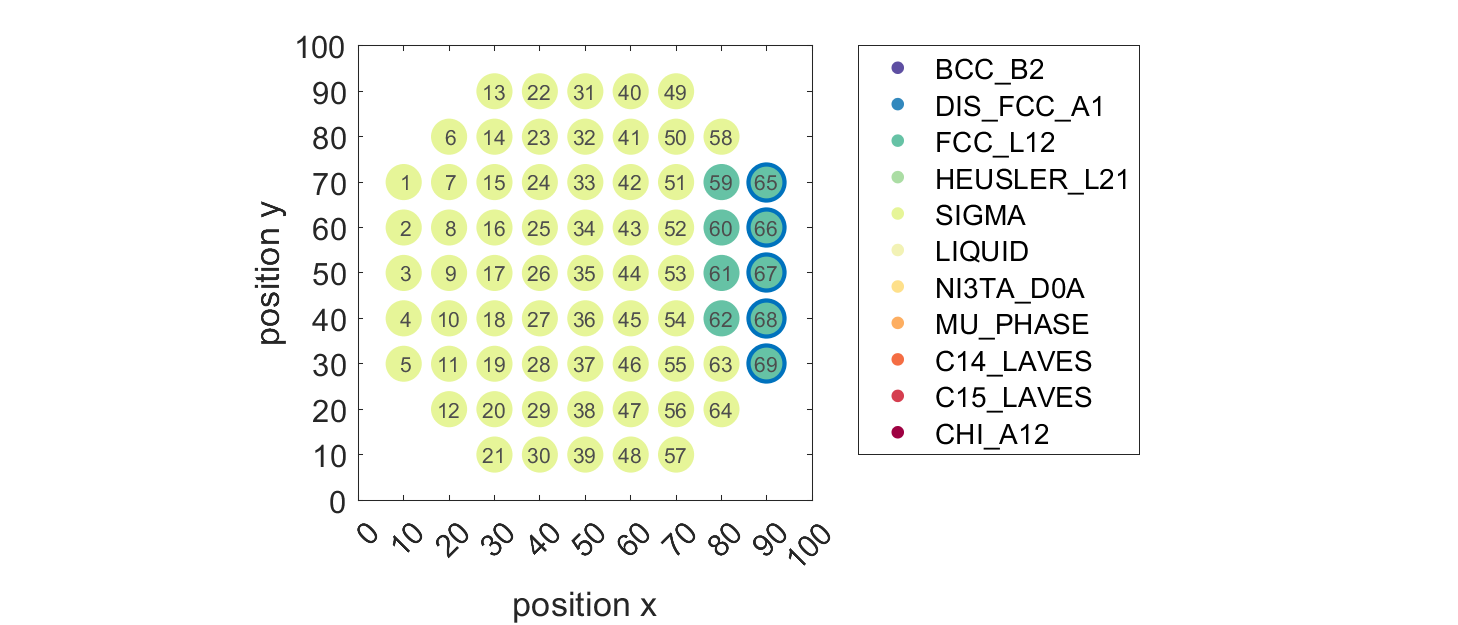 100
90
80
70
60
50
40
30
20
10
0
position y
13 22 31 40 49
6 14 23 32 41 50 58
1 7 15 24 33 42 51 59 65
2 8 16 25 34 43 52 60 66
3 9 17 26 35 44 53 61 67
4 10 18 27 36 45 54 62 68
5 11 19 28 37 46 55 63 69
12 20 29 38 47 56 64
21 30 39 48 57
0 10 20 30 40 50 60 70 80 90 100
position x
BCC_B2
DIS_FCC_A1
FCC_L12
HEUSLER_L21
SIGMA
LIQUID
NI3TA_D0A
MU_PHASE
C14_LAVES
C15_LAVES
CHI_A12